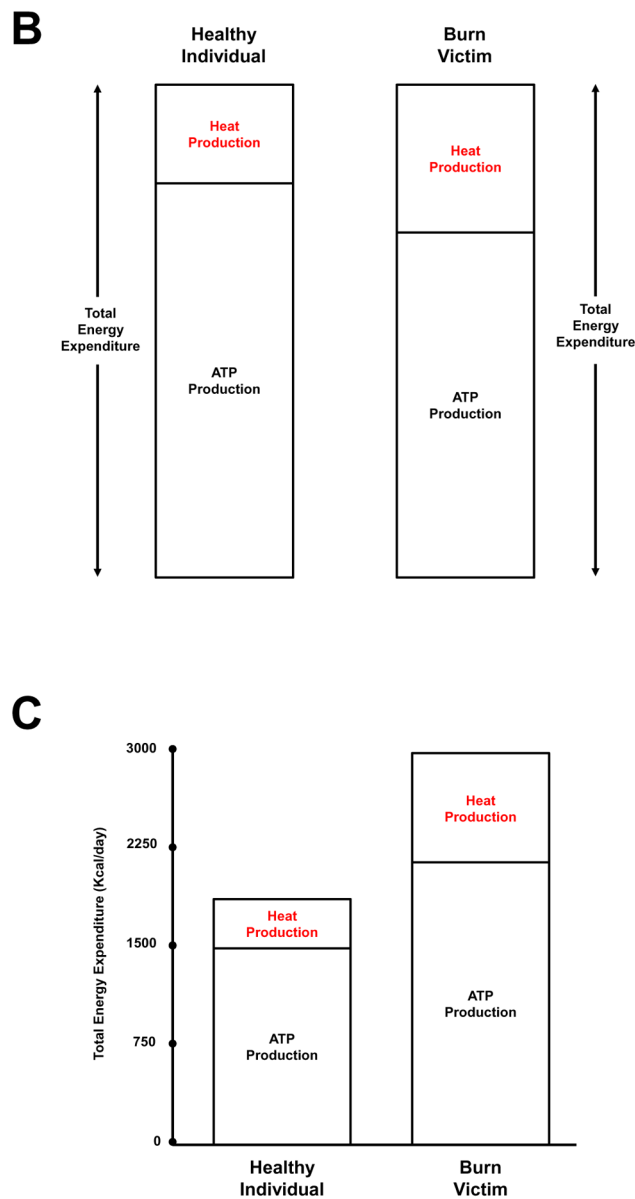 B
Healthy
Individual
Burn
Victim
Heat
Production
Heat
Production
Total
Energy
Expenditure
Total
Energy
Expenditure
ATP
Production
ATP
Production
C
Total Energy Expenditure (Kcal/day)
3000
2250
1500
750
0
Heat
Production
Heat
Production
ATP
Production
ATP
Production
Healthy
Individual
Burn
Victim